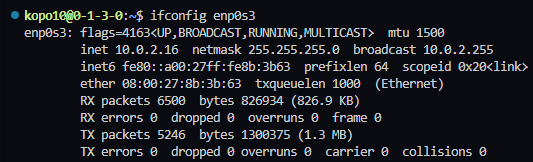 kopo10@0-1-3-0:~$ ifconfig enp0s3
enp0s3: flags=4163<UP,BROADCAST,RUNNING,MULTICAST>  mtu 1500
        inet 10.0.2.16  netmask 255.255.255.0  broadcast 10.0.2.255
        inet6 fe80::a00:27ff:fe8b:3b63  prefixlen 64  scopeid 0x20<link>
        ether 08:00:27:8b:3b:63  txqueuelen 1000  (Ethernet)
        RX packets 6500  bytes 826934 (826.9 KB)
        RX errors 0  dropped 0  overruns 0  frame 0
        TX packets 5246  bytes 1300375 (1.3 MB)
        TX errors 0  dropped 0 overruns 0  carrier 0  collisions 0